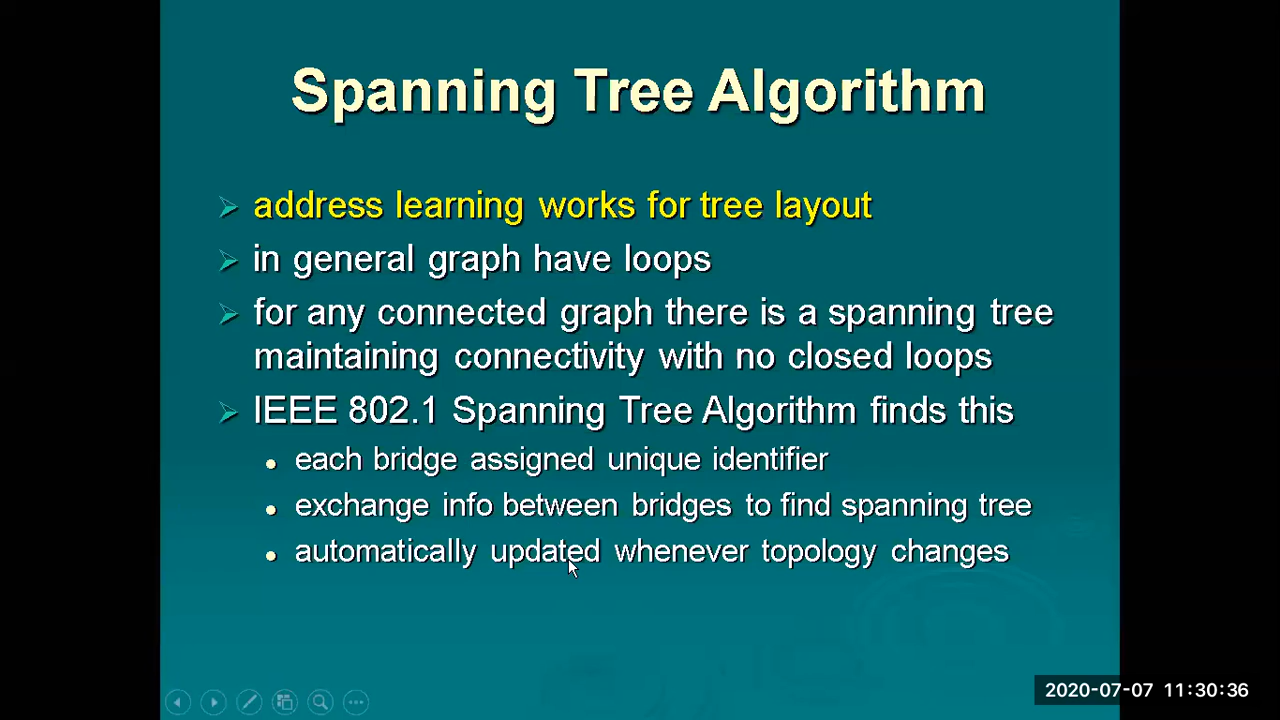 Spanning Tree Algorithm
address learning works for tree layout
in general graph have loops
for any connected graph there is a spanning tree
maintaining connectivity with no closed loops
IEEE 802.1 Spanning Tree Algorithm finds this
each bridge assigned unique identifier
exchange info between bridges to find spanning tree
automatically updated whenever topology changes
2020-07-07 11:30:36